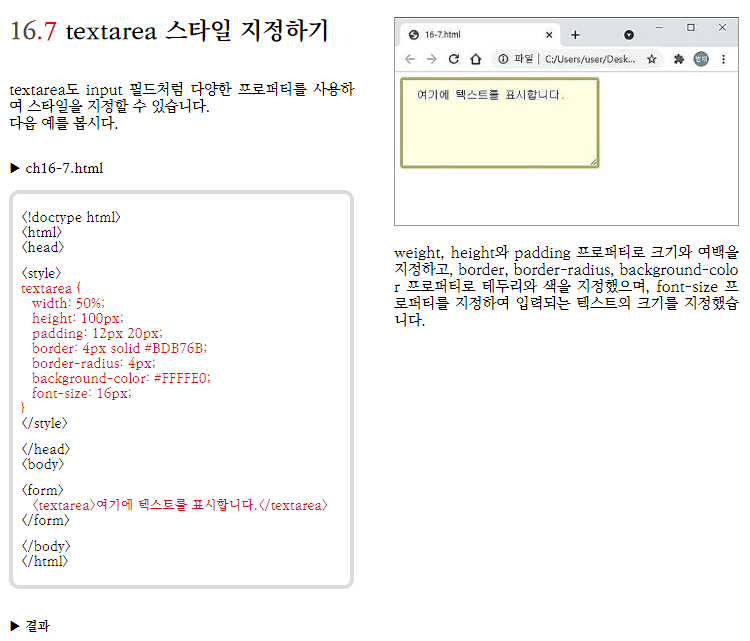 16.7 textarea 스타일 지정하기
textarea도 input 필드처럼 다양한 프로퍼티를 사용하
여 스타일을 지정할 수 있습니다.
다음 예를 봅시다.
▶ ch16-7.html
<!doctype html>
<html>
<head>
<style>
textarea {
width: 50%;
height: 100px;
padding: 12px 20px;
border: 4px solid #BDB76B;
border-radius: 4px;
background-color: #FFFFE0;
font-size: 16px;
}
</style>
</head>
<body>
<form>
<textarea>여기에 텍스트를 표시합니다.</textarea>
</form>
</body>
</html>
▶ 결과
16-7.html
파일 | C:/Users/user/Desk...
여기에 텍스트를 표시합니다.
weight, height와 padding 프로퍼티로 크기와 여백을
지정하고, border, border-radius, background-colo
r 프로퍼티로 테두리와 색을 지정했으며, font-size 프
로퍼티를 지정하여 입력되는 텍스트의 크기를 지정했습
니다.